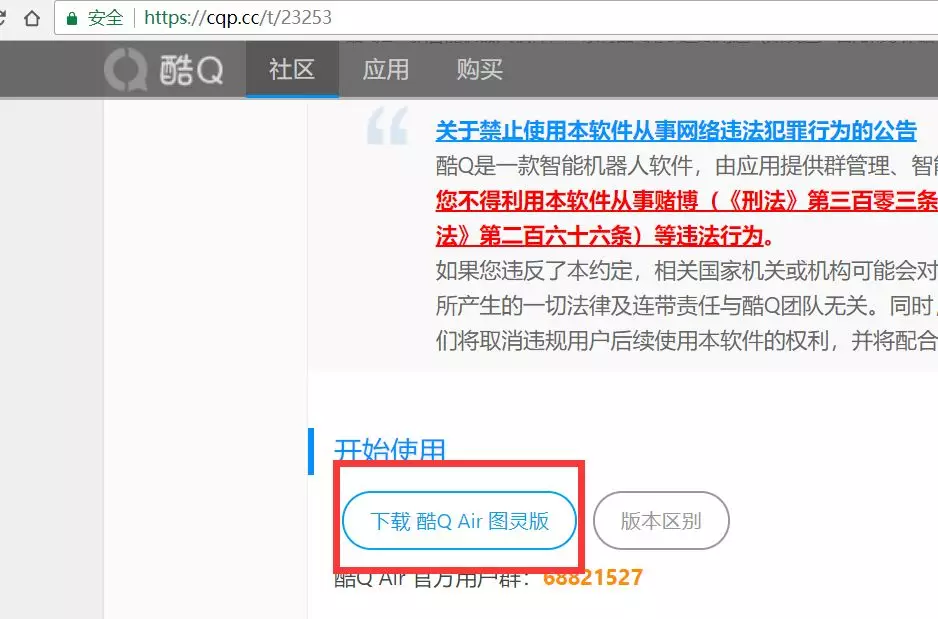 安全 https://cqp.cc/t/23253
酷Q 社区 应用 购买
关于禁止使用本软件从事网络违法犯罪行为的公告
酷Q是一款智能机器人软件，由应用提供群管理、智能
您不得利用本软件从事赌博（《刑法》第三百零三条
法》第二百六十六条）等违法行为。
如果您违反了本约定，相关国家机关或机构可能会对
所产生的一切法律及连带责任与酷Q团队无关。同时，
们将取消违规用户后续使用本软件的权利，并将配合
开始使用
下载 酷Q Air 图灵版 版本区别
酷Q Air 官方用户群：68821527